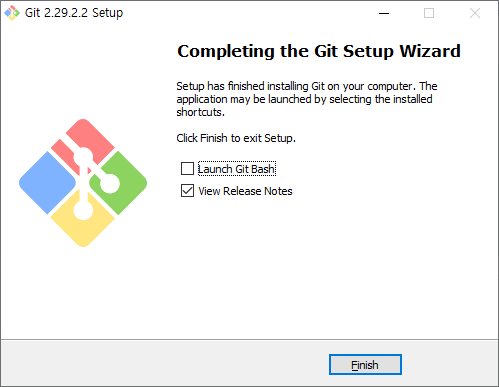 Git 2.29.2.2 Setup
Completing the Git Setup Wizard
Setup has finished installing Git on your computer. The
application may be launched by selecting the installed
shortcuts.
Click Finish to exit Setup.
Launch Git Bash
View Release Notes
Finish